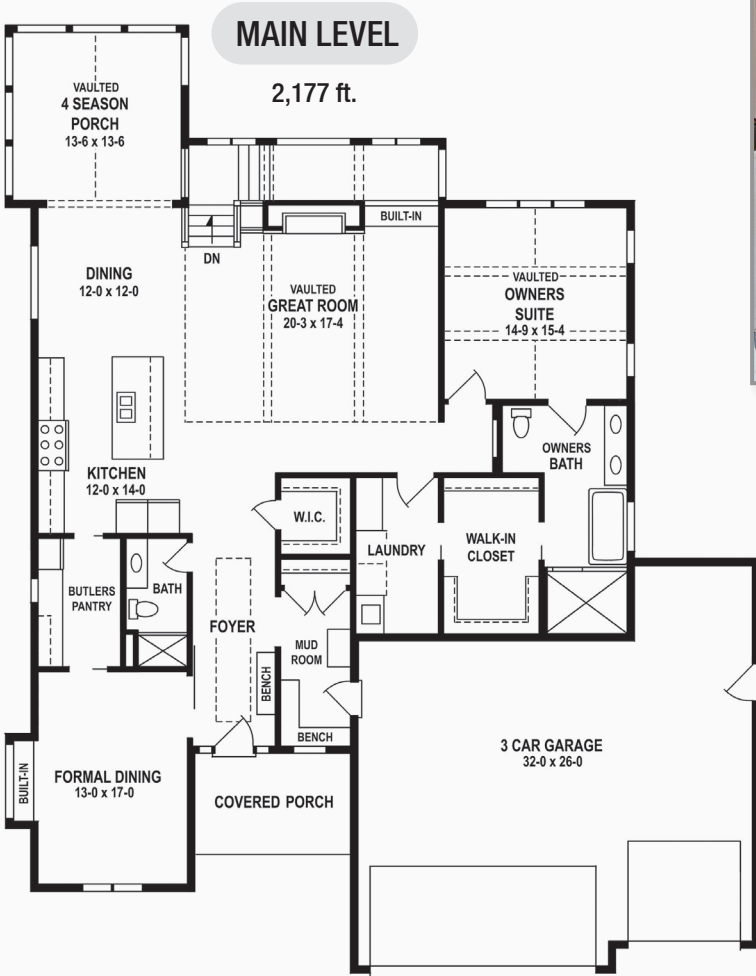 MAIN LEVEL
2,177 ft.
VAULTED
4 SEASON
PORCH
13-6 x 13-6
BUILT-IN
DN
DINING
12-0 x 12-0
VAULTED
GREAT ROOM
20-3 x 17-4
VAULTED
OWNERS
SUITE
14-9 x 15-4
OWNERS
BATH
KITCHEN
12-0 x 14-0
W.I.C.
LAUNDRY
WALK-IN
CLOSET
BUTLERS
PANTRY
BATH
FOYER
MUD
ROOM
BENCH
BENCH
3 CAR GARAGE
32-0 x 26-0
BUILT-IN
FORMAL DINING
13-0 x 17-0
COVERED PORCH